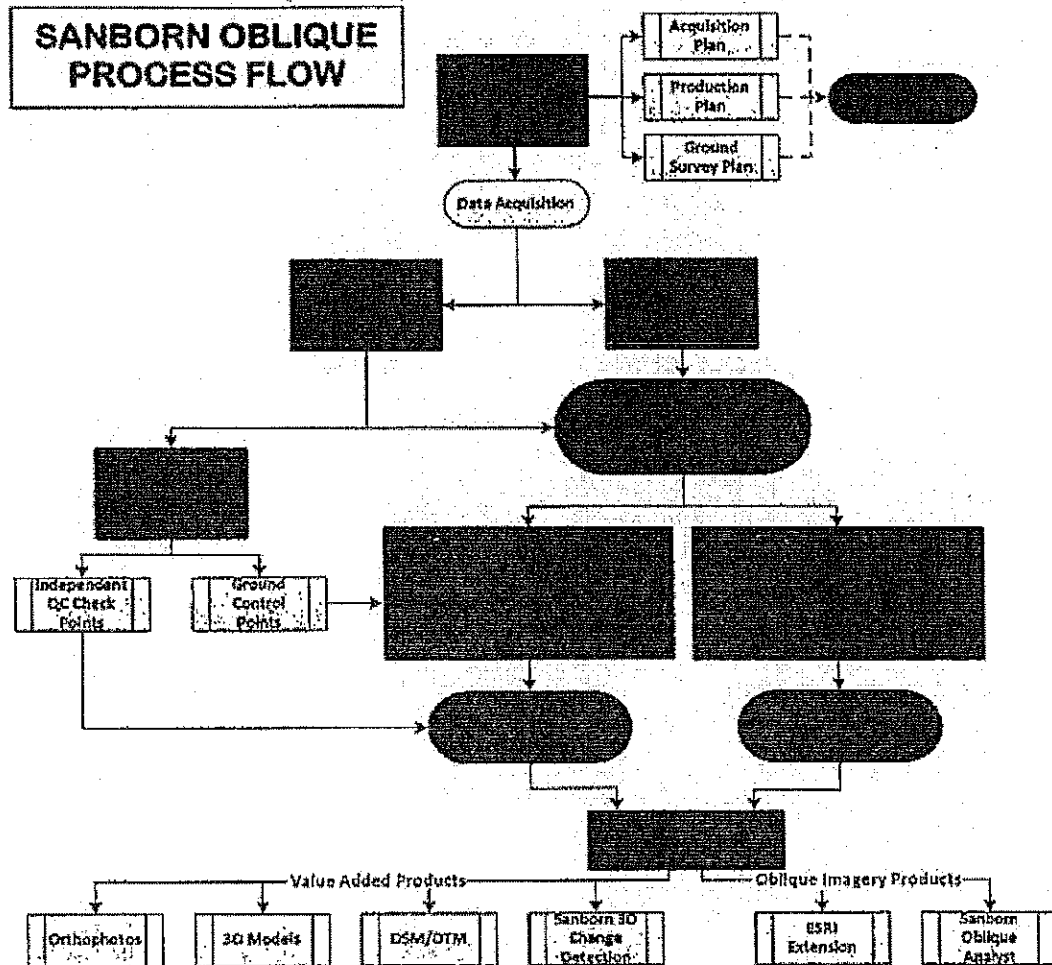 SANBORN OBLIQUE
PROCESS FLOW
Acquisition
Plan
Production
Plan
Ground
Survey Plan
Data Acquisition
Independant
QC Check
Points
Ground
Control
Points
Value Added Products
Oblique Imagery Products
Orthophotos
3D Models
DSM/DTM
Sanborn 3D
Change
Detection
ESRI
Extension
Sanborn
Oblique
Analyst